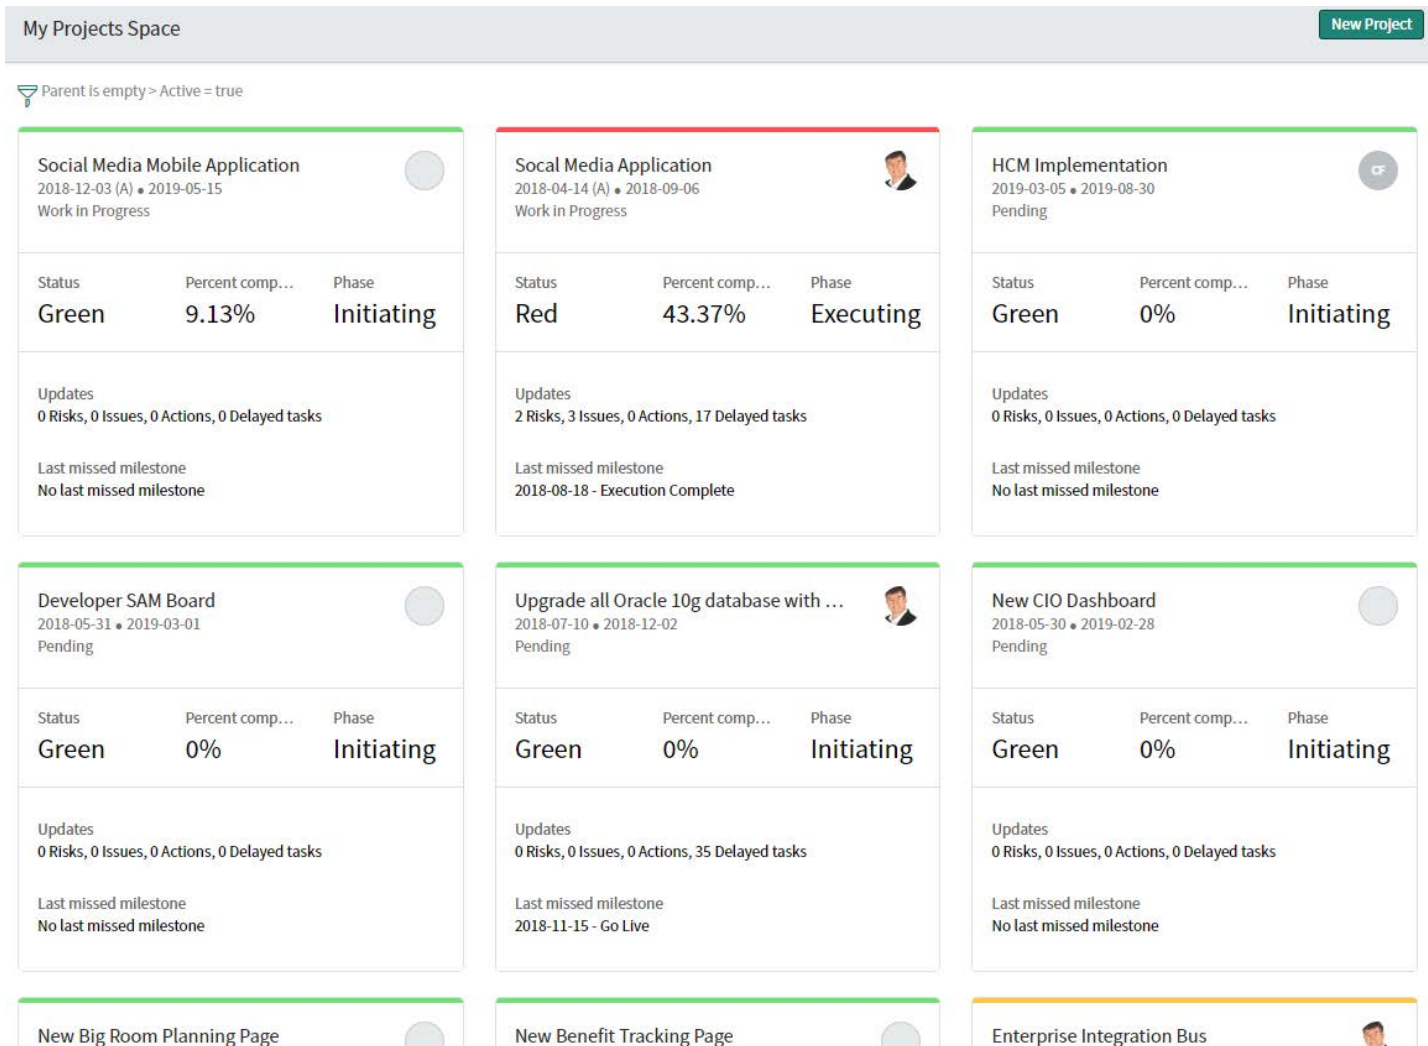 My Projects Space
New Project
Parent is empty > Active = true
Social Media Mobile Application
2018-12-03 (A) • 2019-05-15
Work in Progress
Status Percent comp... Phase
Green 9.13% Initiating
Updates
0 Risks, 0 Issues, 0 Actions, 0 Delayed tasks
Last missed milestone
No last missed milestone
Socal Media Application
2018-04-14 (A) • 2018-09-06
Work in Progress
Status Percent comp... Phase
Red 43.37% Executing
Updates
2 Risks, 3 Issues, 0 Actions, 17 Delayed tasks
Last missed milestone
2018-08-18 - Execution Complete
HCM Implementation
CF
2019-03-05 • 2019-08-30
Pending
Status Percent comp... Phase
Green 0% Initiating
Updates
0 Risks, 0 Issues, 0 Actions, 0 Delayed tasks
Last missed milestone
No last missed milestone
Developer SAM Board
2018-05-31 • 2019-03-01
Pending
Status Percent comp... Phase
Green 0% Initiating
Updates
0 Risks, 0 Issues, 0 Actions, 0 Delayed tasks
Last missed milestone
No last missed milestone
Upgrade all Oracle 10g database with ...
2018-07-10 • 2018-12-02
Pending
Status Percent comp... Phase
Green 0% Initiating
Updates
0 Risks, 0 Issues, 0 Actions, 35 Delayed tasks
Last missed milestone
2018-11-15 - Go Live
New CIO Dashboard
2018-05-30 • 2019-02-28
Pending
Status Percent comp... Phase
Green 0% Initiating
Updates
0 Risks, 0 Issues, 0 Actions, 0 Delayed tasks
Last missed milestone
No last missed milestone
New Big Room Planning Page
New Benefit Tracking Page
Enterprise Integration Bus